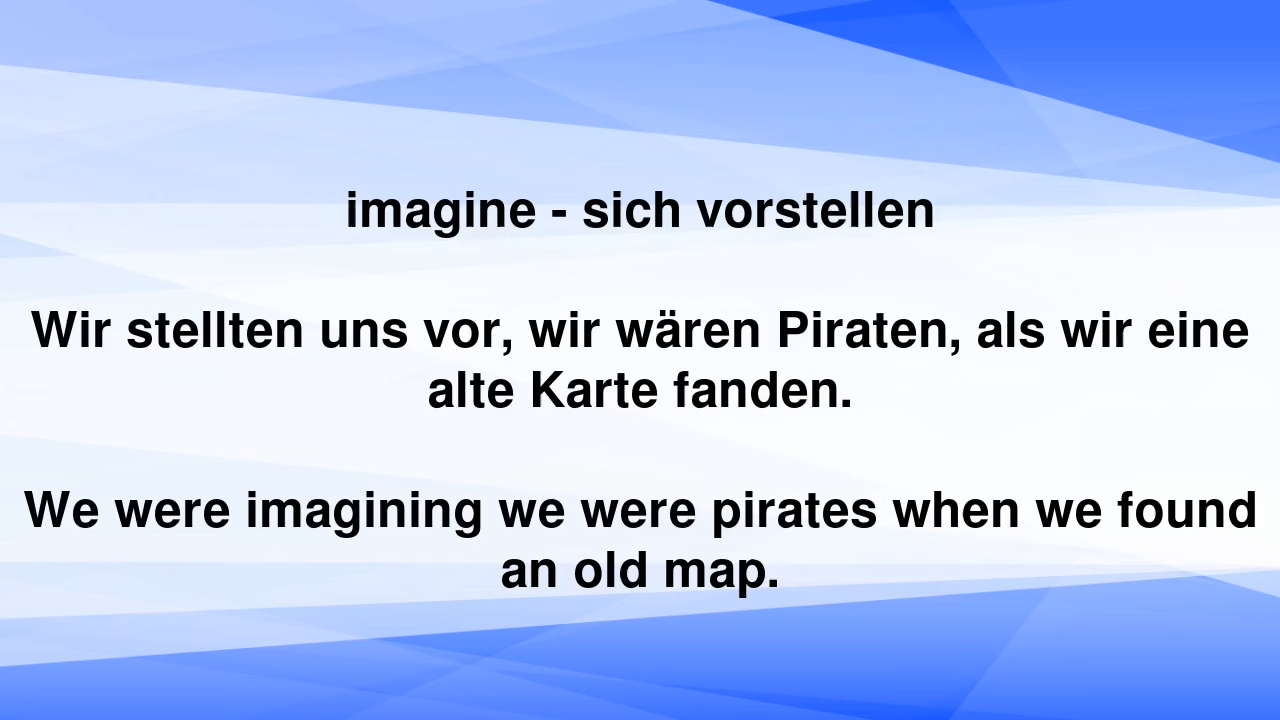 imagine - sich vorstellen
Wir stellten uns vor, wir wären Piraten, als wir eine
alte Karte fanden.
We were imagining we were pirates when we found
an old map.